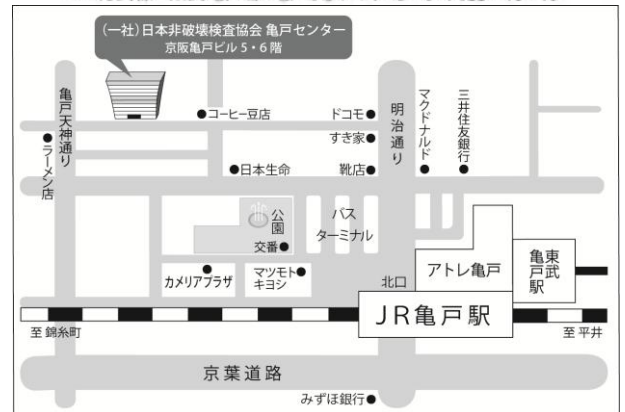 （一社）日本非破壊検査協会 亀戸センター
京阪亀戸ビル 5・6 階
亀戸天神通り
ラーメン店
コーヒー豆店
ドコモ
すき家
靴店
日本生命
明治通り
マクドナルド
三井住友銀行
公園
交番
バス
ターミナル
カメリアプラザ
マツモト
キヨシ
北口
アトレ亀戸
東武
亀戸駅
JR亀戸駅
至 錦糸町
至 平井
京葉道路
みずほ銀行